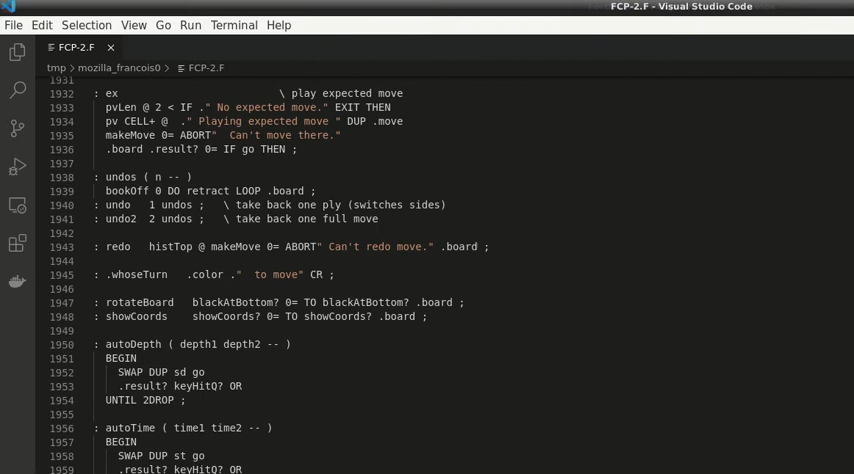 FCP-2.F - Visual Studio Code
File Edit Selection View Go Run Terminal Help
FCP-2.F ×
tmp > mozilla_francois0 > FCP-2.F
1931
1932 : ex \ play expected move
1933 pvLen @ 2 < IF ." No expected move." EXIT THEN
1934 pv CELL+ @ ." Playing expected move " DUP .move
1935 makeMove 0= ABORT" Can't move there."
1936 .board .result? 0= IF go THEN ;
1937
1938 : undos ( n -- )
1939 bookOff 0 DO retract LOOP .board ;
1940 : undo 1 undos ; \ take back one ply (switches sides)
1941 : undo2 2 undos ; \ take back one full move
1942
1943 : redo histTop @ makeMove 0= ABORT" Can't redo move." .board ;
1944
1945 : .whoseTurn .color ." to move" CR ;
1946
1947 : rotateBoard blackAtBottom? 0= TO blackAtBottom? .board ;
1948 : showCoords showCoords? 0= TO showCoords? .board ;
1949
1950 : autoDepth ( depth1 depth2 -- )
1951 BEGIN
1952 SWAP DUP sd go
1953 .result? keyHitQ? OR
1954 UNTIL 2DROP ;
1955
1956 : autoTime ( time1 time2 -- )
1957 BEGIN
1958 SWAP DUP st go
1959 .result? keyHitQ? OR